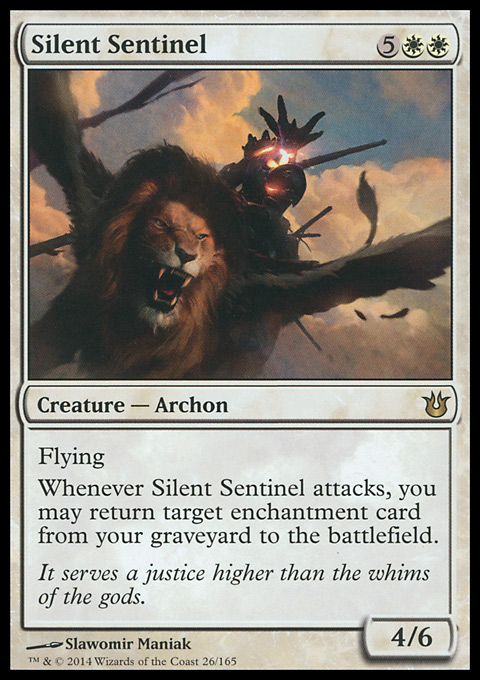 Silent Sentinel 5
Creature — Archon
Flying
Whenever Silent Sentinel attacks, you
may return target enchantment card
from your graveyard to the battlefield.
It serves a justice higher than the whims
of the gods.
Slawomir Maniak
4/6
™ & © 2014 Wizards of the Coast 26/165